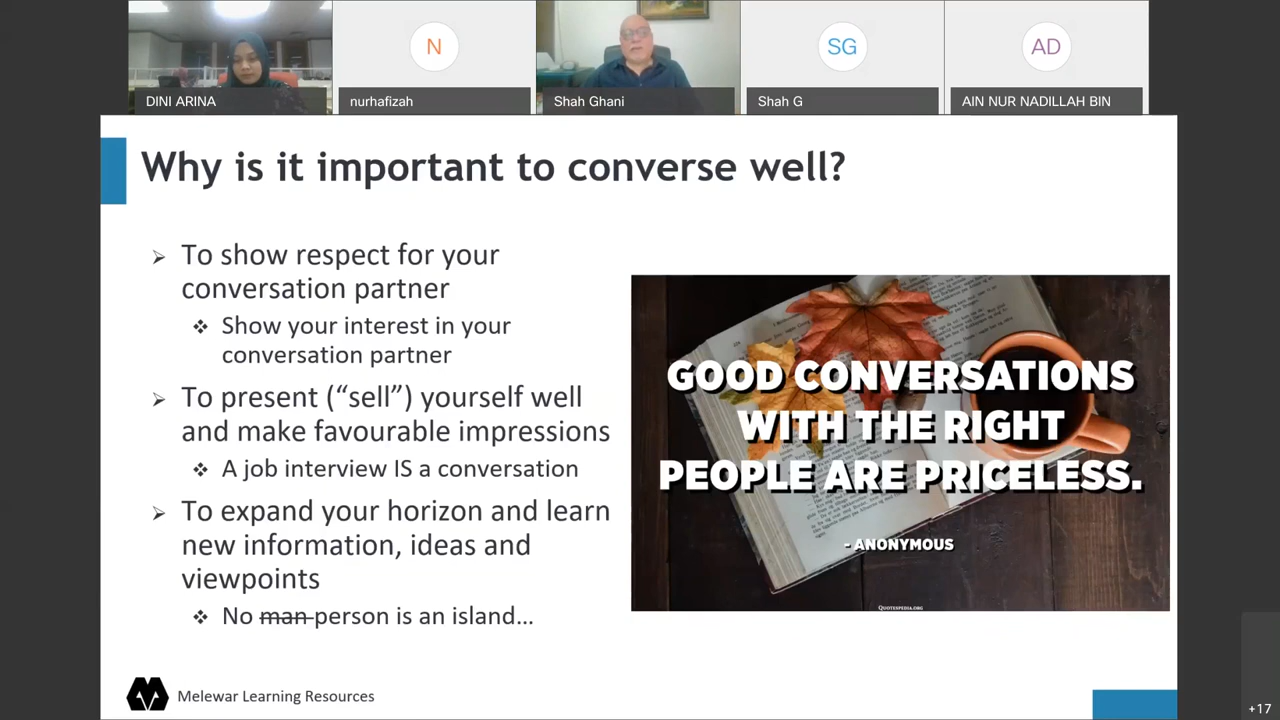 N
SG
AD
DINI ARINA
nurhafizah
Shah Ghani
Shah G
AIN NUR NADILLAH BIN
Why is it important to converse well?
➢ To show respect for your
conversation partner
❖ Show your interest in your
conversation partner
➢ To present (“sell”) yourself well
and make favourable impressions
❖ A job interview IS a conversation
➢ To expand your horizon and learn
new information, ideas and
viewpoints
❖ No man person is an island…
GOOD CONVERSATIONS
WITH THE RIGHT
PEOPLE ARE PRICELESS.
- ANONYMOUS
QUOTESPEDIA.ORG
Melewar Learning Resources
+17